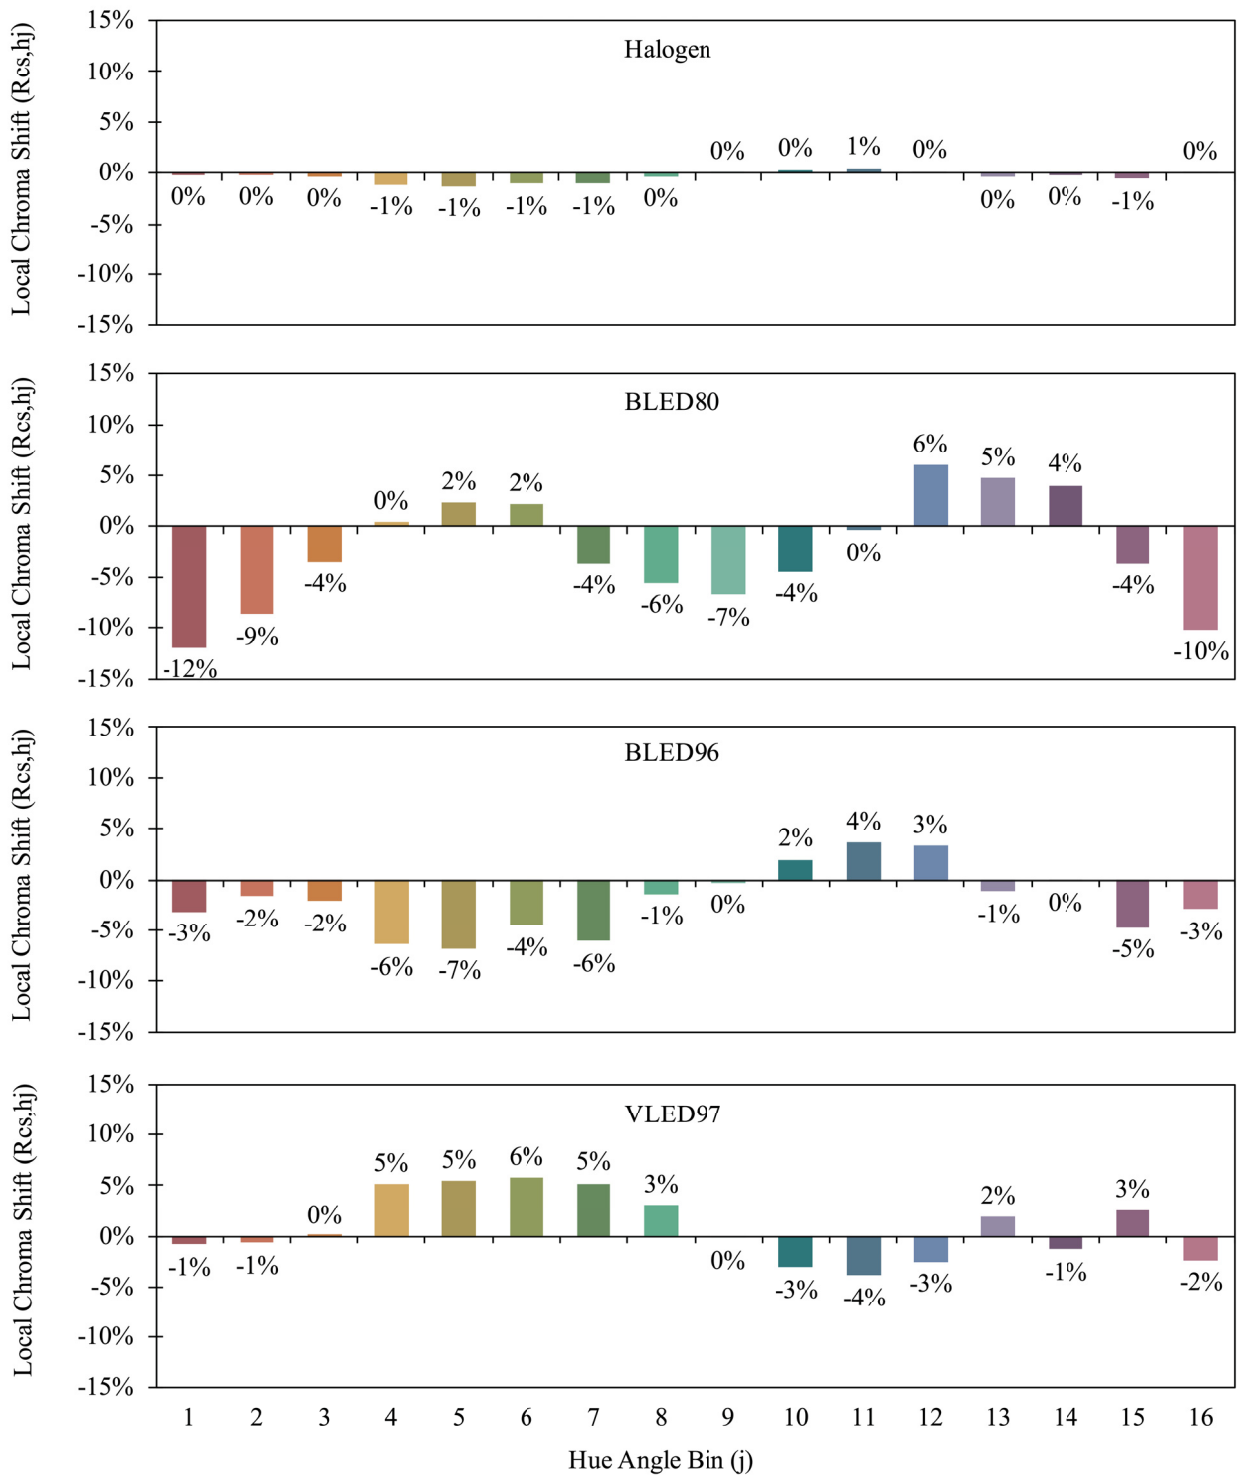 Local Chroma Shift (Rcs,hj)
15%
10%
5%
0%
-5%
-10%
-15%
Halogen
0% 0% 0% -1% -1% -1% -1% 0% 0% 0% 1% 0% 0% 0% -1% 0%
Local Chroma Shift (Rcs,hj)
15%
10%
5%
0%
-5%
-10%
-15%
BLED80
-12% -9% -4% 0% 2% 2% -4% -6% -7% -4% 0% 6% 5% 4% -4% -10%
Local Chroma Shift (Rcs,hj)
15%
10%
5%
0%
-5%
-10%
-15%
BLED96
-3% -2% -2% -6% -7% -4% -6% -1% 0% 2% 4% 3% -1% 0% -5% -3%
Local Chroma Shift (Rcs,hj)
15%
10%
5%
0%
-5%
-10%
-15%
VLED97
-1% -1% 0% 5% 5% 6% 5% 3% 0% -3% -4% -3% 2% -1% 3% -2%
1 2 3 4 5 6 7 8 9 10 11 12 13 14 15 16
Hue Angle Bin (j)